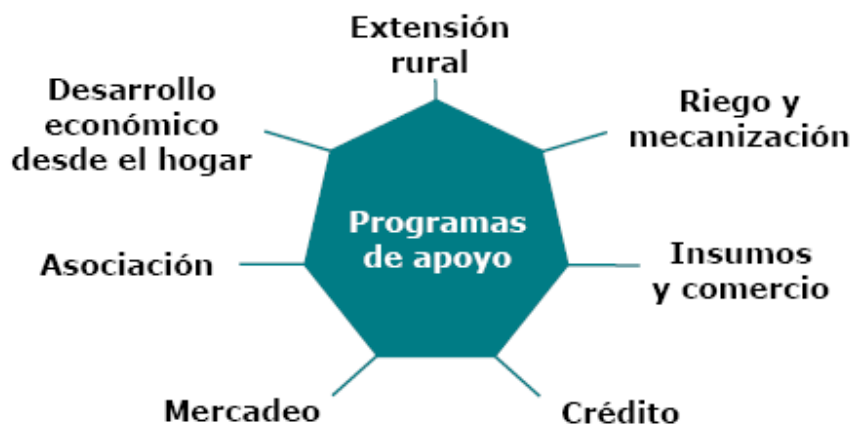 Extensión
rural
Desarrollo
económico
desde el hogar
Riego y
mecanización
Programas
de apoyo
Asociación
Insumos
y comercio
Mercadeo
Crédito